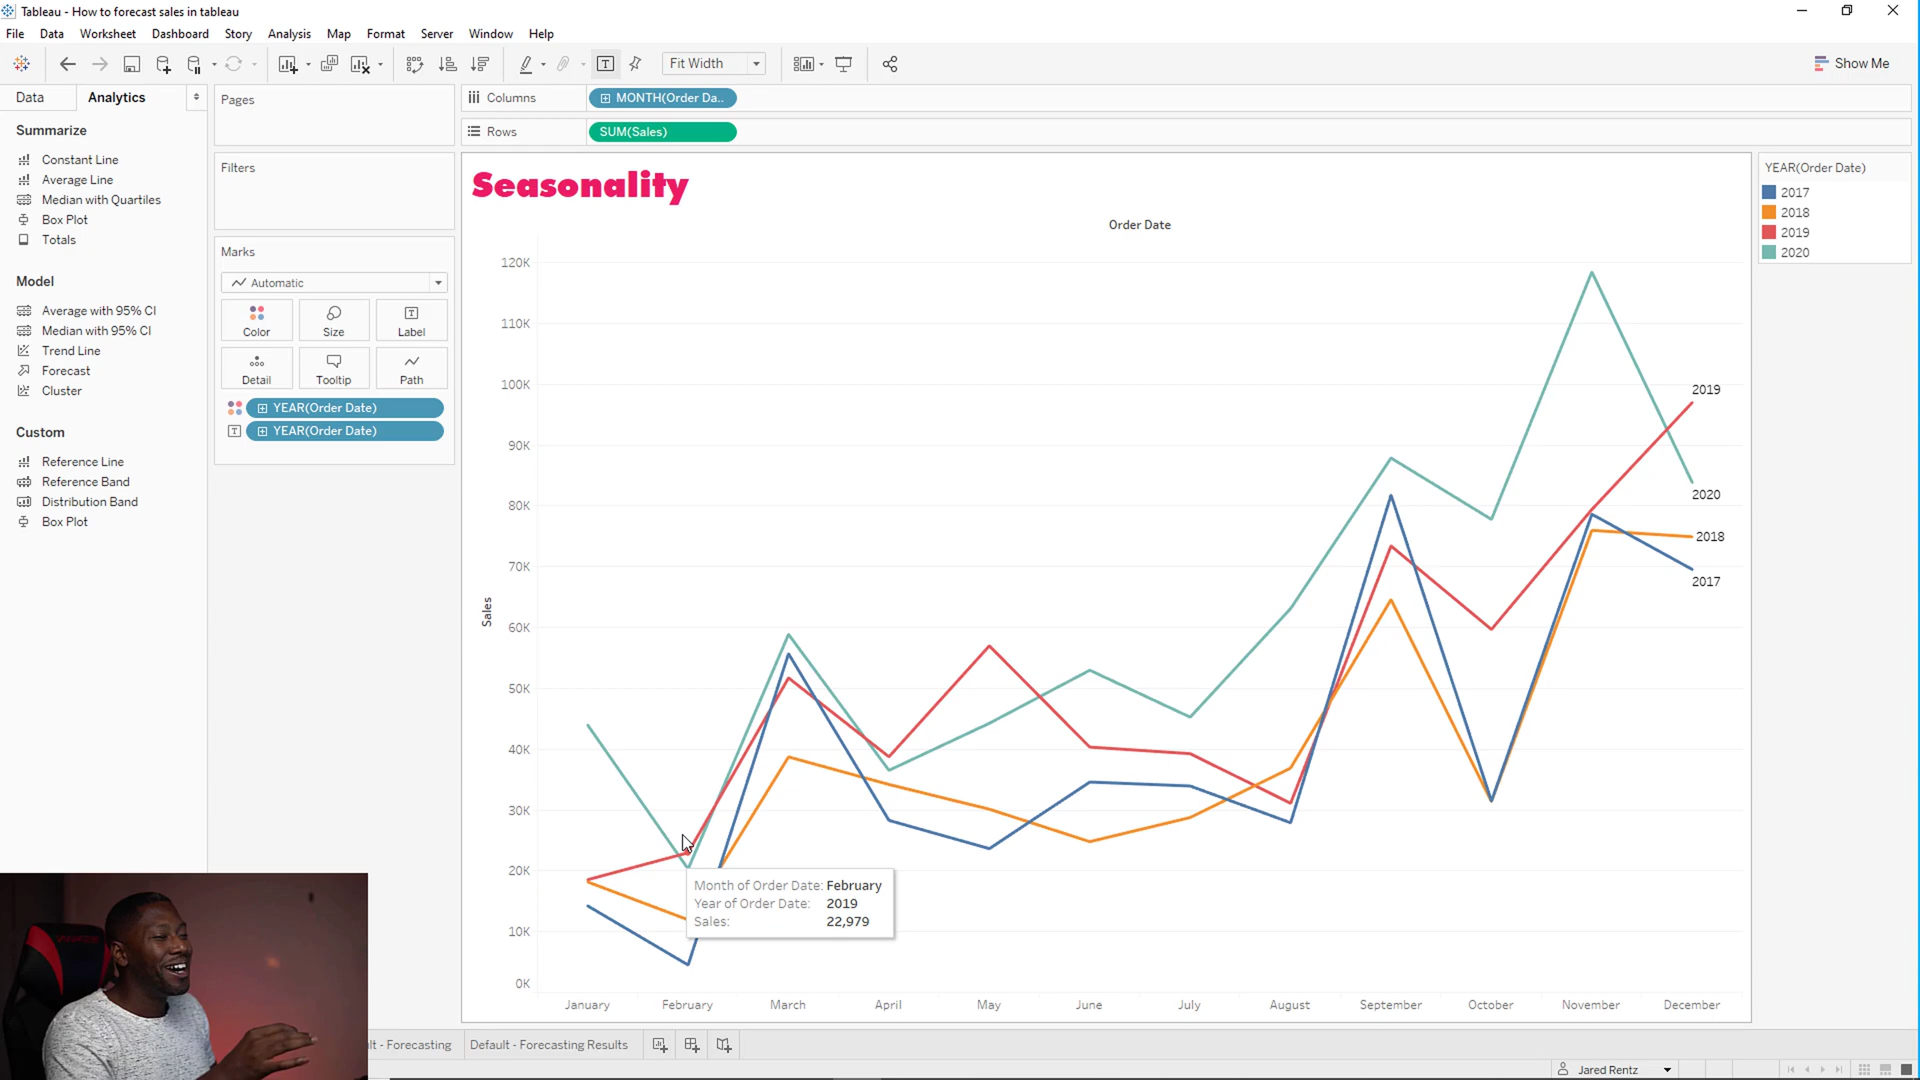 Tableau - How to forecast sales in tableau
File Data Worksheet Dashboard Story Analysis Map Format Server Window Help
Fit Width
Show Me
Data Analytics
Summarize
Constant Line
Average Line
Median with Quartiles
Box Plot
Totals
Model
Average with 95% CI
Median with 95% CI
Trend Line
Forecast
Cluster
Custom
Reference Line
Reference Band
Distribution Band
Box Plot
Pages
Filters
Marks
Automatic
Color Size Label
Detail Tooltip Path
YEAR(Order Date)
YEAR(Order Date)
Columns MONTH(Order Da..
Rows SUM(Sales)
Seasonality
Order Date
Sales
120K
110K
100K
90K
80K
70K
60K
50K
40K
30K
20K
10K
0K
2019
2020
2018
2017
Month of Order Date: February
Year of Order Date: 2019
Sales: 22,979
January February March April May June July August September October November December
YEAR(Order Date)
2017
2018
2019
2020
lt - Forecasting Default - Forecasting Results
Jared Rentz